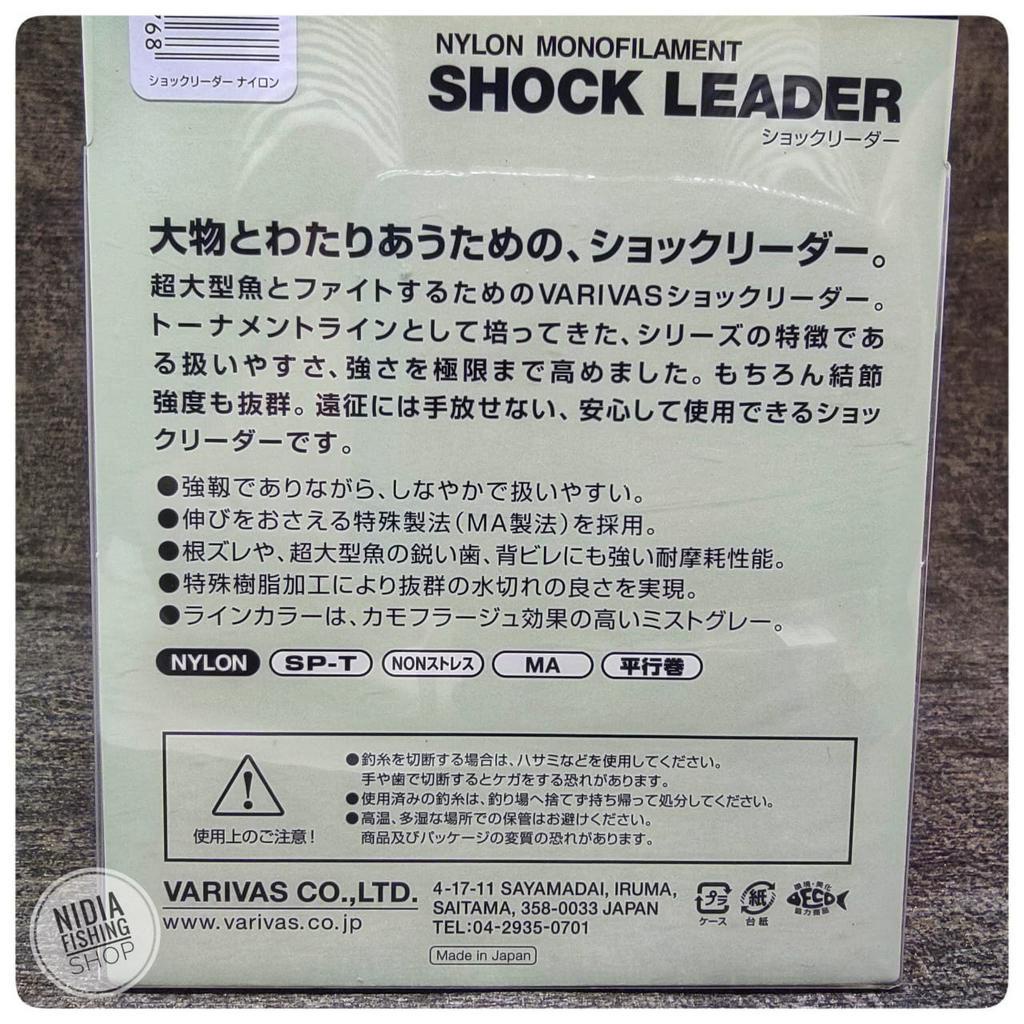 768
ショックリーダー ナイロン
NYLON MONOFILAMENT
SHOCK LEADER
ショックリーダー
大物とわたりあうための、ショックリーダー。
超大型魚とファイトするためのVARIVASショックリーダー。
トーナメントラインとして培ってきた、シリーズの特徴であ
る扱いやすさ、強さを極限まで高めました。もちろん結節
強度も抜群。遠征には手放せない、安心して使用できるショッ
クリーダーです。
●強靱でありながら、しなやかで扱いやすい。
●伸びをおさえる特殊製法(MA製法)を採用。
●根ズレや、超大型魚の鋭い歯、背ビレにも強い耐摩耗性能。
●特殊樹脂加工により抜群の水切れの良さを実現。
●ラインカラーは、カモフラージュ効果の高いミストグレー。
NYLON SP-T NONストレス MA 平行巻
●釣糸を切断する場合は、ハサミなどを使用してください。
手や歯で切断するとケガをする恐れがあります。
●使用済みの釣糸は、釣り場へ捨てず持ち帰って処分してください。
●高温、多湿な場所での保管はお避けください。
商品及びパッケージの変質の恐れがあります。
使用上のご注意!
VARIVAS CO.,LTD.
www.varivas.co.jp
4-17-11 SAYAMADAI, IRUMA,
SAITAMA, 358-0033 JAPAN
TEL:04-2935-0701
Made in Japan
プラ
ケース
紙
台紙
環境・美化
ECO
協力商品
NIDIA
FISHING
SHOP